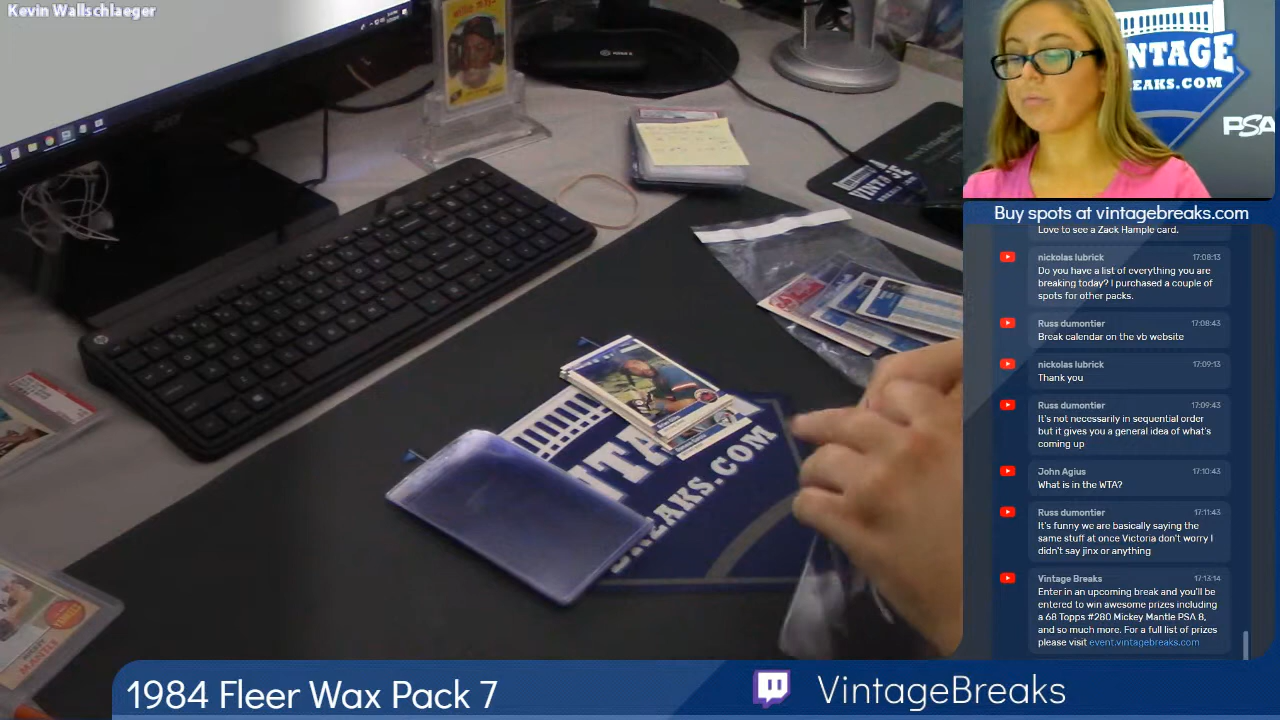 Kevin Wallschlaeger
willie mays
VINTAGE
BREAKS.COM
PSA
Buy spots at vintagebreaks.com
Love to see a Zack Hample card.
nickolas lubrick 17:08:13
Do you have a list of everything you are
breaking today? I purchased a couple of
spots for other packs.
Russ dumontier 17:08:43
Break calendar on the vb website
nickolas lubrick 17:09:13
Thank you
Russ dumontier 17:09:43
It's not necessarily in sequential order
but it gives you a general idea of what's
coming up
John Agius 17:10:43
What is in the WTA?
Russ dumontier 17:11:43
It's funny we are basically saying the
same stuff at once Victoria don't worry I
didn't say jinx or anything
Vintage Breaks 17:13:14
Enter in an upcoming break and you'll be
entered to win awesome prizes including
a 68 Topps #280 Mickey Mantle PSA 8,
and so much more. For a full list of prizes
please visit event.vintagebreaks.com
MANTLE
1984 Fleer Wax Pack 7
VintageBreaks